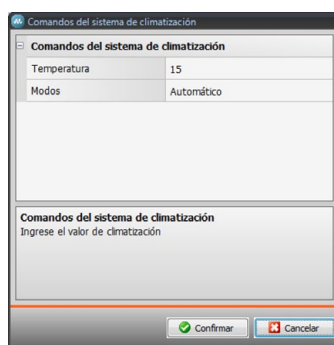 Comandos del sistema de climatización
Comandos del sistema de climatización
Temperatura 15
Modos Automático
Comandos del sistema de climatización
Ingrese el valor de climatización
Confirmar Cancelar